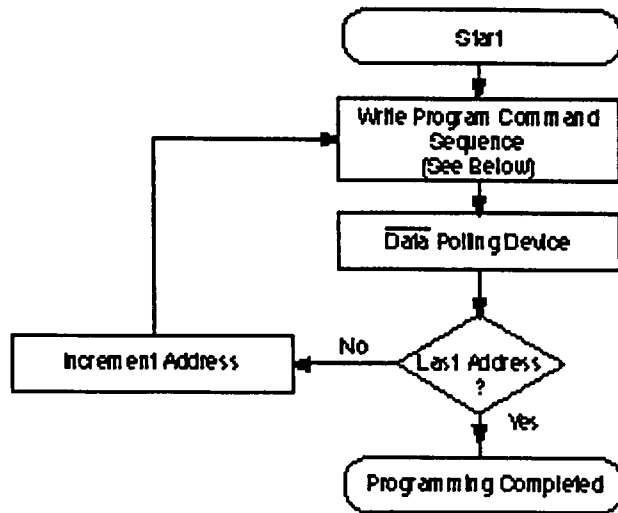 Start
Write Program Command
Sequence
(See Below)
Data Polling Device
Increment Address
No
Last Address
?
Yes
Programming Completed